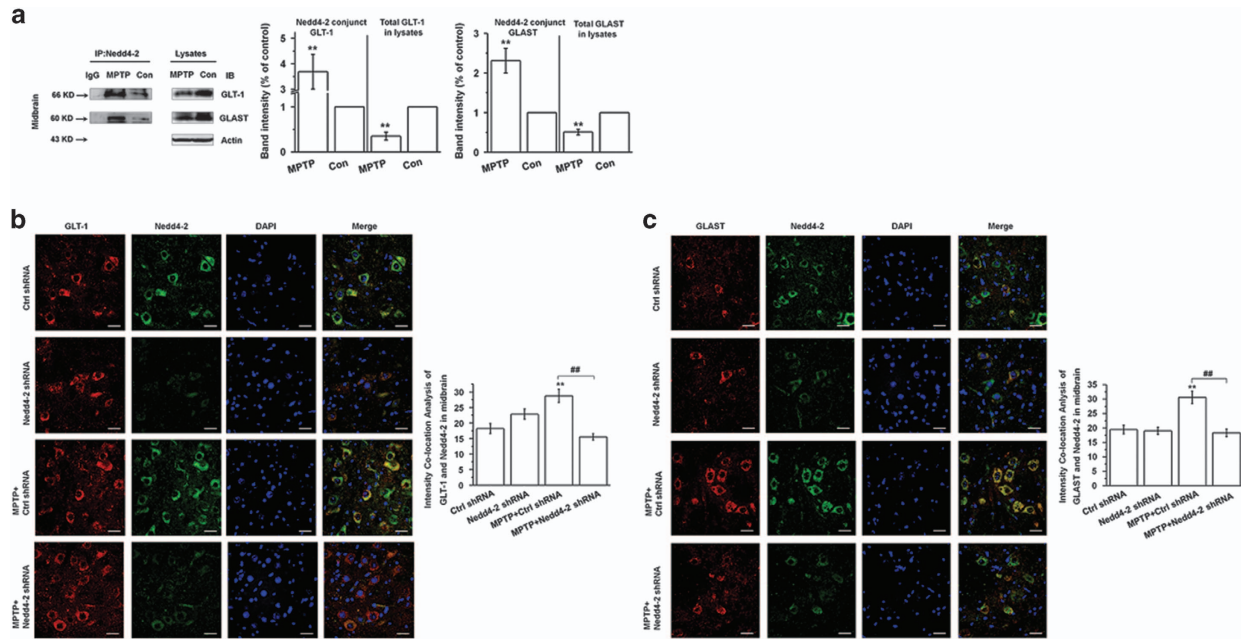 a
IP:Nedd4-2 Lysates
IgG MPTP Con MPTP Con IB
Midbrain
66 KD GLT-1
60 KD GLAST
43 KD Actin
Nedd4-2 conjunct GLT-1
Total GLT-1 in lysates
Band intensity (% of control)
5
4
3
1
0
MPTP Con MPTP Con
Nedd4-2 conjunct GLAST
Total GLAST in lysates
Band intensity (% of control)
3
2
1
0
MPTP Con MPTP Con
**
**
**
**
b
GLT-1 Nedd4-2 DAPI Merge
Ctrl shRNA
Nedd4-2 shRNA
MPTP+
Ctrl shRNA
MPTP+
Nedd4-2 shRNA
Intensity Co-location Analysis of
GLT-1 and Nedd4-2 in midbrain
30
25
20
15
10
5
0
**
##
Ctrl shRNA
Nedd4-2 shRNA
MPTP+Ctrl shRNA
MPTP+Nedd4-2 shRNA
c
GLAST Nedd4-2 DAPI Merge
Ctrl shRNA
Nedd4-2 shRNA
MPTP+
Ctrl shRNA
MPTP+
Nedd4-2 shRNA
Intensity Co-location Anlysis of
GLAST and Nedd4-2 in midbrain
35
30
25
20
15
10
5
0
**
##
Ctrl shRNA
Nedd4-2 shRNA
MPTP+Ctrl shRNA
MPTP+Nedd4-2 shRNA